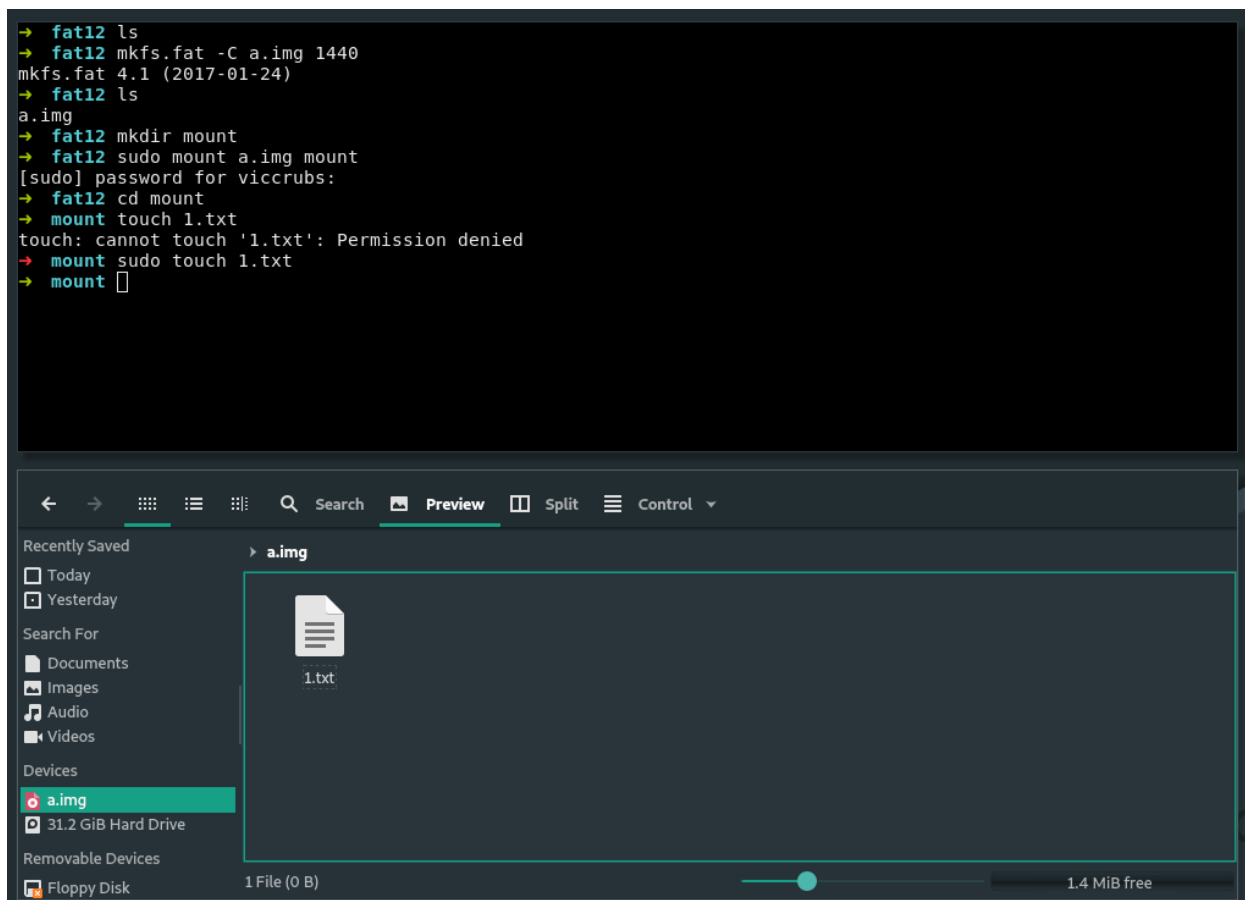 → fat12 ls
→ fat12 mkfs.fat -C a.img 1440
mkfs.fat 4.1 (2017-01-24)
→ fat12 ls
a.img
→ fat12 mkdir mount
→ fat12 sudo mount a.img mount
[sudo] password for viccrubs:
→ fat12 cd mount
→ mount touch 1.txt
touch: cannot touch '1.txt': Permission denied
→ mount sudo touch 1.txt
→ mount
Search Preview Split Control
Recently Saved
Today
Yesterday
Search For
Documents
Images
Audio
Videos
Devices
a.img
31.2 GiB Hard Drive
Removable Devices
Floppy Disk
a.img
1.txt
1 File (0 B)
1.4 MiB free